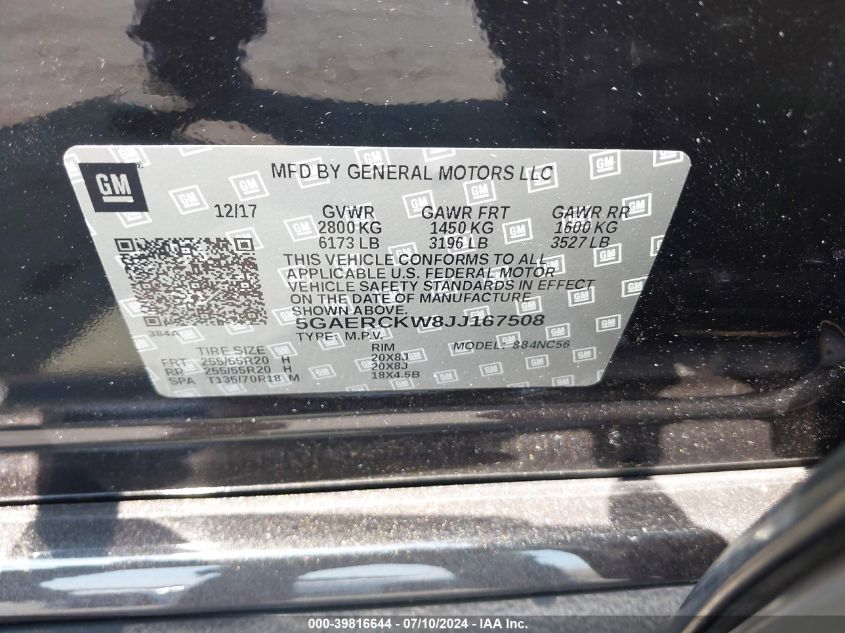 GM
MFD BY GENERAL MOTORS LLC
12/17 GVWR GAWR FRT GAWR RR
2800 KG 1450 KG 1600 KG
6173 LB 3196 LB 3527 LB
THIS VEHICLE CONFORMS TO ALL
APPLICABLE U.S. FEDERAL MOTOR
VEHICLE SAFETY STANDARDS IN EFFECT
ON THE DATE OF MANUFACTURE
SHOWN ABOVE.
384A
5GAERCKW8JJ167508
TYPE: M.P.V. MODEL: 884NC56
TIRE SIZE RIM
FRT 255/55R20 H 20X8J
RR 255/55R20 H 20X8J
SPA T135/70R18 M 18X4.5B
000-39816644 - 07/10/2024 - IAA, Inc.